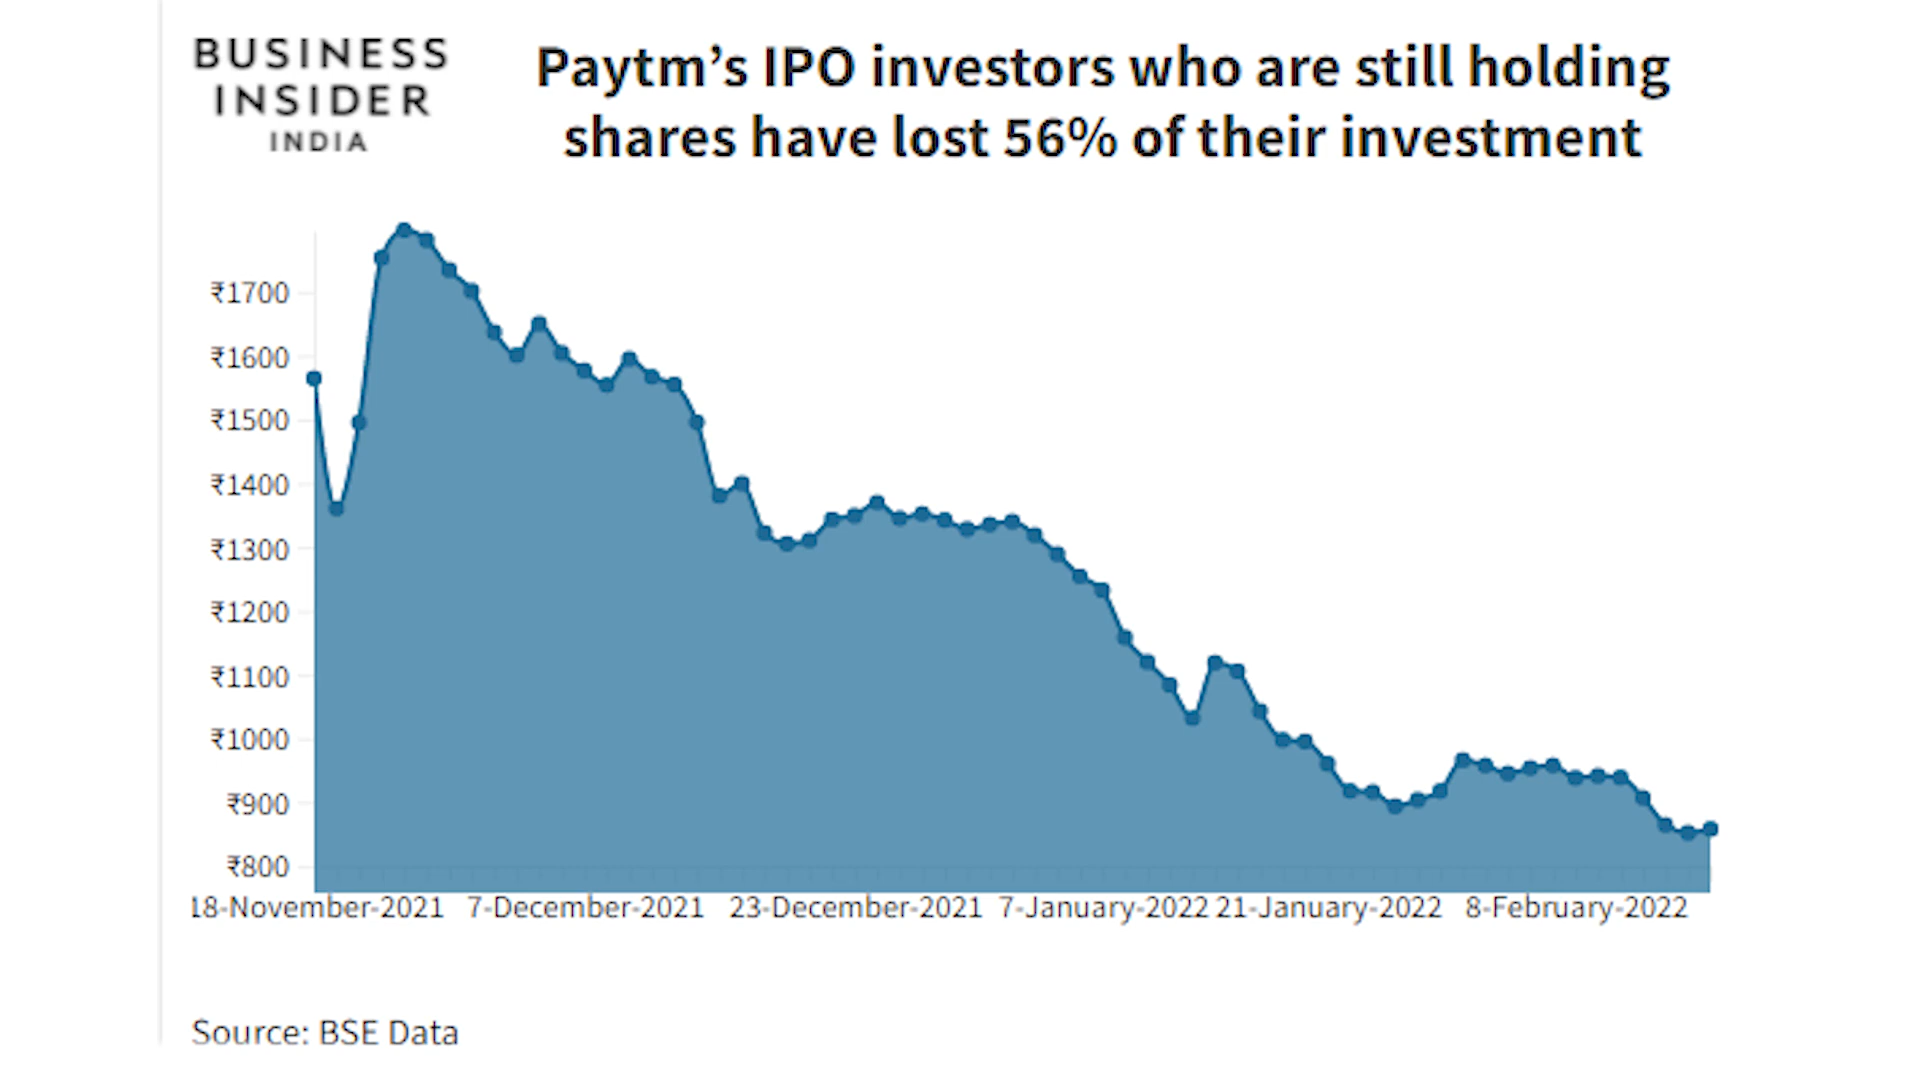 BUSINESS
INSIDER
INDIA
Paytm’s IPO investors who are still holding
shares have lost 56% of their investment
₹1700
₹1600
₹1500
₹1400
₹1300
₹1200
₹1100
₹1000
₹900
₹800
18-November-2021 7-December-2021 23-December-2021 7-January-2022 21-January-2022 8-February-2022
Source: BSE Data